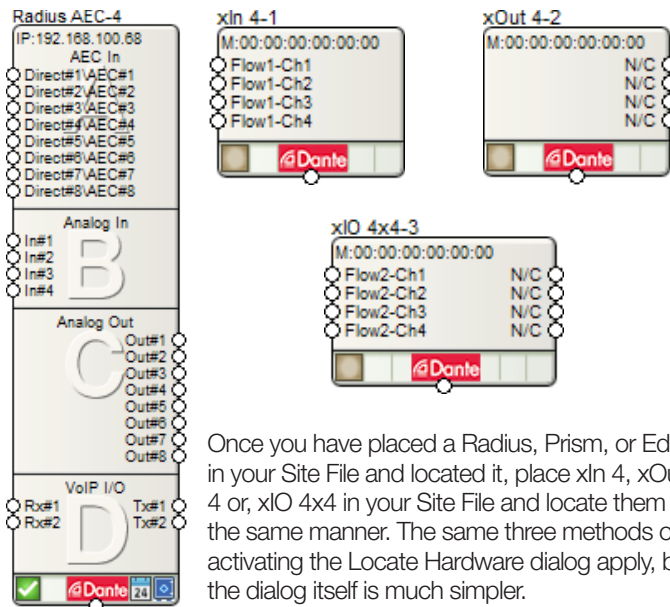 Radius AEC-4
IP:192.168.100.68
AEC In
A
Direct#1\AEC#1
Direct#2\AEC#2
Direct#3\AEC#3
Direct#4\AEC#4
Direct#5\AEC#5
Direct#6\AEC#6
Direct#7\AEC#7
Direct#8\AEC#8
Analog In
B
In#1
In#2
In#3
In#4
Analog Out
C
Out#1
Out#2
Out#3
Out#4
Out#5
Out#6
Out#7
Out#8
VoIP I/O
D
Rx#1 Tx#1
Rx#2 Tx#2
Dante 24
xIn 4-1
M:00:00:00:00:00:00
Flow1-Ch1
Flow1-Ch2
Flow1-Ch3
Flow1-Ch4
Dante
xOut 4-2
M:00:00:00:00:00:00
N/C
N/C
N/C
N/C
Dante
xIO 4x4-3
M:00:00:00:00:00:00
Flow2-Ch1 N/C
Flow2-Ch2 N/C
Flow2-Ch3 N/C
Flow2-Ch4 N/C
Dante
Once you have placed a Radius, Prism, or Ed
in your Site File and located it, place xIn 4, xOu
4 or, xIO 4x4 in your Site File and locate them
the same manner. The same three methods o
activating the Locate Hardware dialog apply, b
the dialog itself is much simpler.